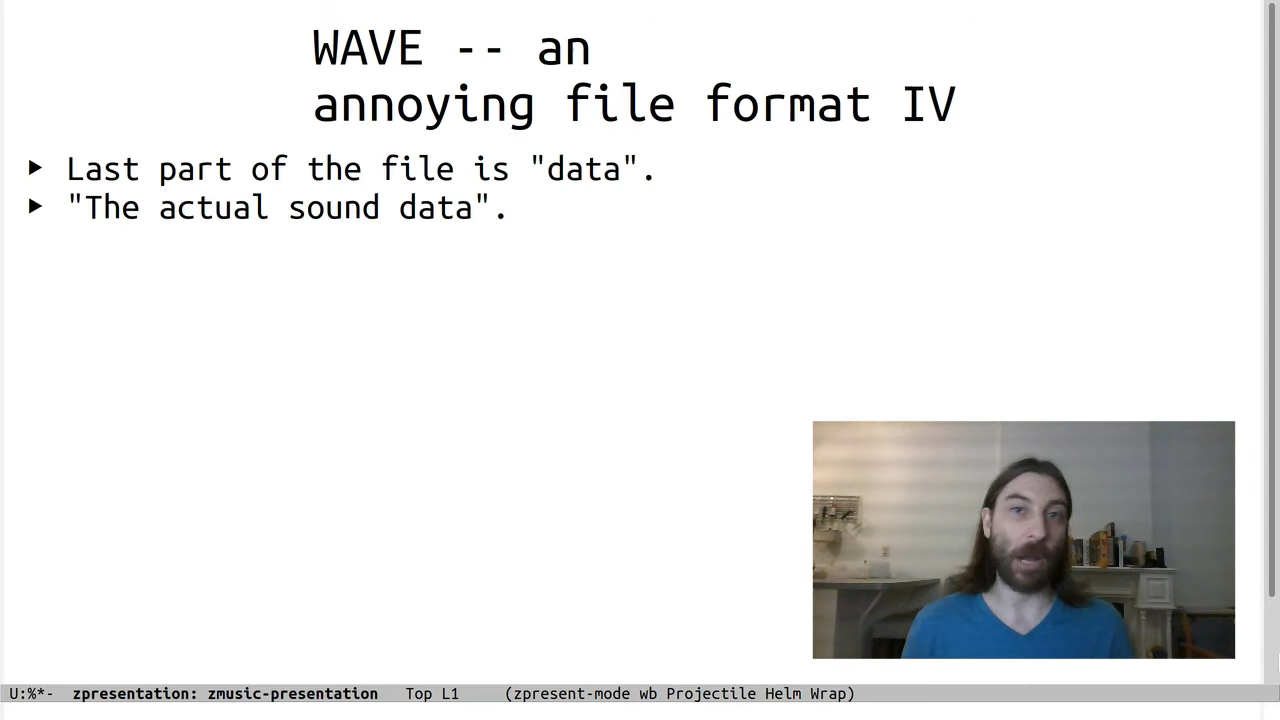 WAVE -- an
annoying file format IV
▶ Last part of the file is "data".
▶ "The actual sound data".
U:%*-  zpresentation: zmusic-presentation   Top L1     (zpresent-mode wb Projectile Helm Wrap)